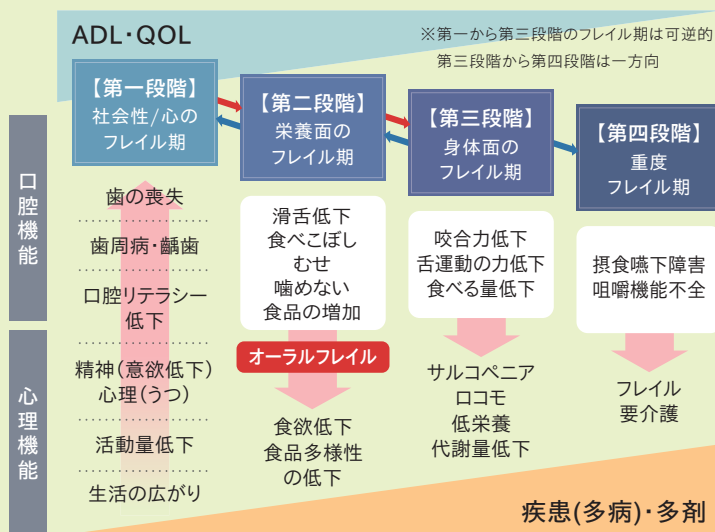 ADL・QOL
※第一から第三段階のフレイル期は可逆的
第三段階から第四段階は一方向
【第一段階】
社会性/心の
フレイル期
【第二段階】
栄養面の
フレイル期
【第三段階】
身体面の
フレイル期
【第四段階】
重度
フレイル期
口腔機能
歯の喪失
歯周病・齲歯
口腔リテラシー
低下
滑舌低下
食べこぼし
むせ
噛めない
食品の増加
咬合力低下
舌運動の力低下
食べる量低下
摂食嚥下障害
咀嚼機能不全
心理機能
精神(意欲低下)
心理(うつ)
活動量低下
生活の広がり
オーラルフレイル
食欲低下
食品多様性
の低下
サルコペニア
ロコモ
低栄養
代謝量低下
フレイル
要介護
疾患(多病)・多剤